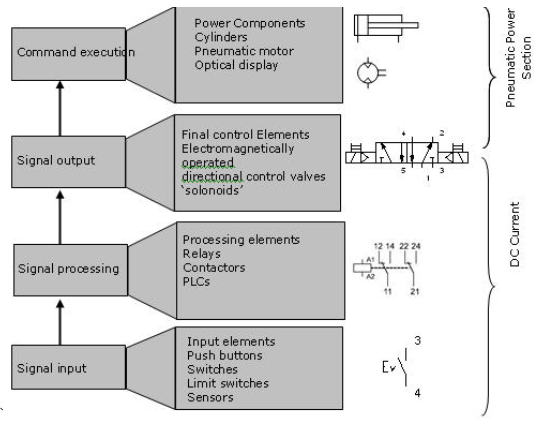 Command execution
Power Components
Cylinders
Pneumatic motor
Optical display
Pneumatic Power
Section
Signal output
Final control Elements
Electromagnetically
operated
directional control valves
‘solonoids’
4
2
5
1
3
DC Current
Signal processing
Processing elements
Relays
Contactors
PLCs
12 14 22 24
A1
A2
11
21
Signal input
Input elements
Push buttons
Switches
Limit switches
Sensors
3
E
4